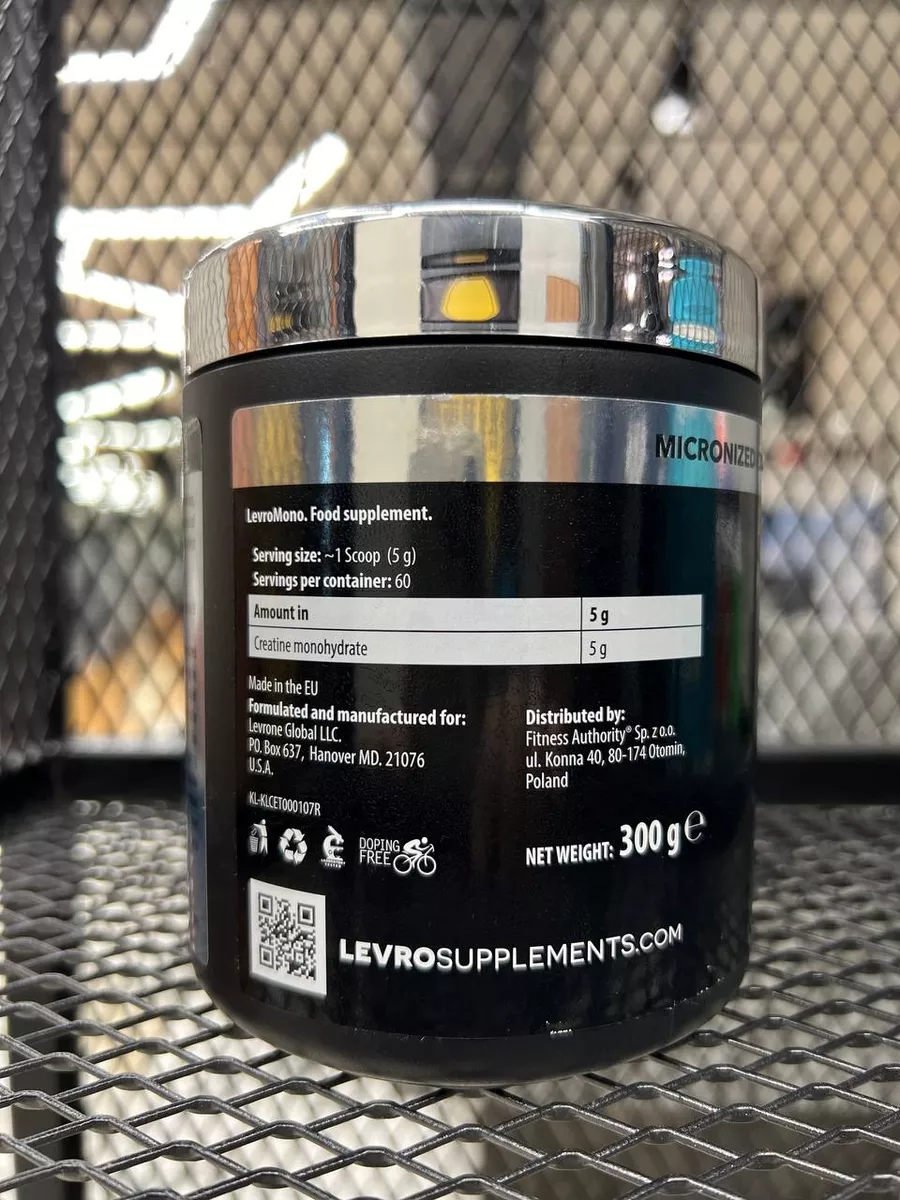 MICRONIZED
LevroMono. Food supplement.
Serving size: ~1 Scoop (5 g)
Servings per container: 60
Amount in 5 g
Creatine monohydrate 5 g
Made in the EU
Formulated and manufactured for:
Levrone Global LLC.
PO. Box 637, Hanover MD. 21076
U.S.A.
Distributed by:
Fitness Authority® Sp. z o.o.
ul. Konna 40, 80-174 Otomin,
Poland
KL-KLCET000107R
DOPING
FREE
NET WEIGHT: 300 g e
LEVROSUPPLEMENTS.COM